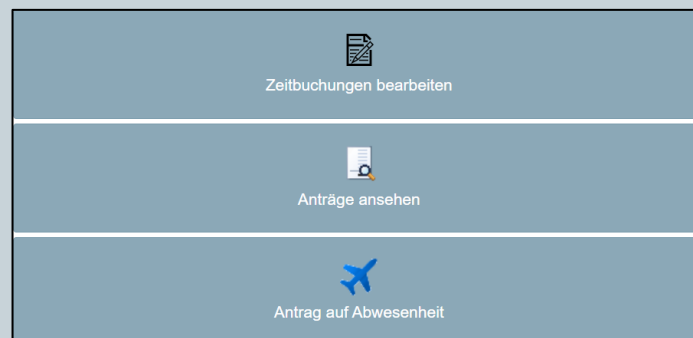 Zeitbuchungen bearbeiten
Anträge ansehen
Antrag auf Abwesenheit